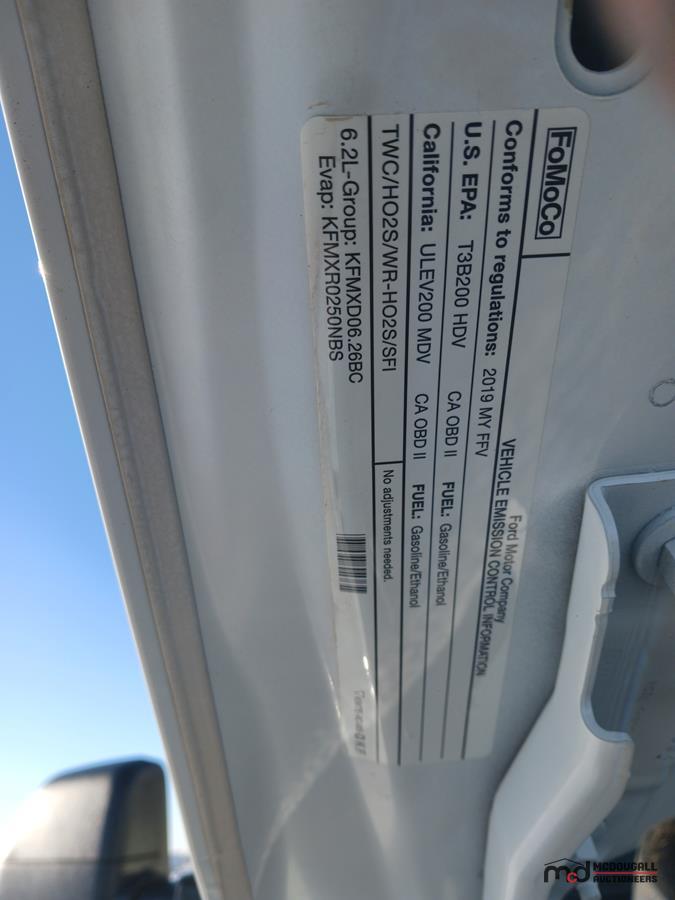 FoMoCo
Ford Motor Company
VEHICLE EMISSION CONTROL INFORMATION
Conforms to regulations: 2019 MY FFV
U.S. EPA: T3B200 HDV CA OBD II FUEL: Gasoline/Ethanol
California: ULEV200 MDV CA OBD II FUEL: Gasoline/Ethanol
TWC/HO2S/WR-HO2S/SFI No adjustments needed.
6.2L-Group: KFMXD06.26BC
Evap: KFMXR0250NBS
mcd MCDOUGALL
AUCTIONEERS